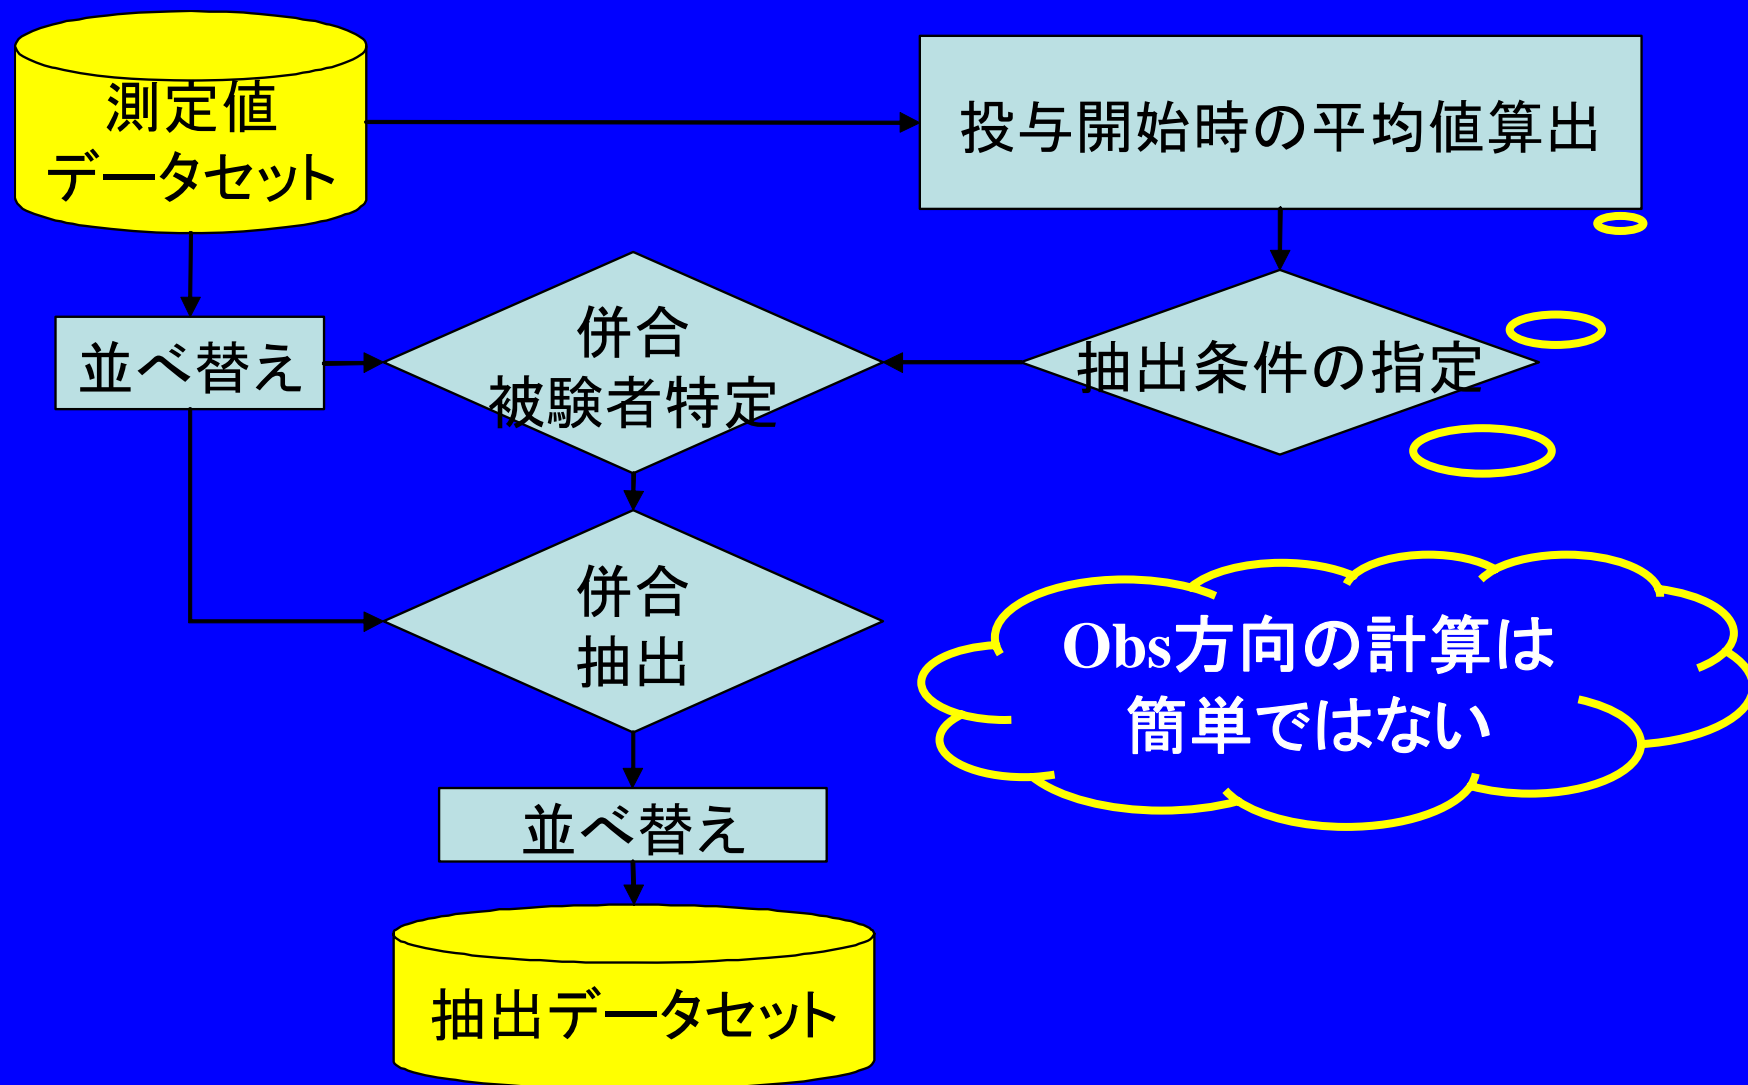 測定値
データセット
投与開始時の平均値算出
並べ替え
併合
被験者特定
抽出条件の指定
併合
抽出
Obs方向の計算は
簡単ではない
並べ替え
抽出データセット